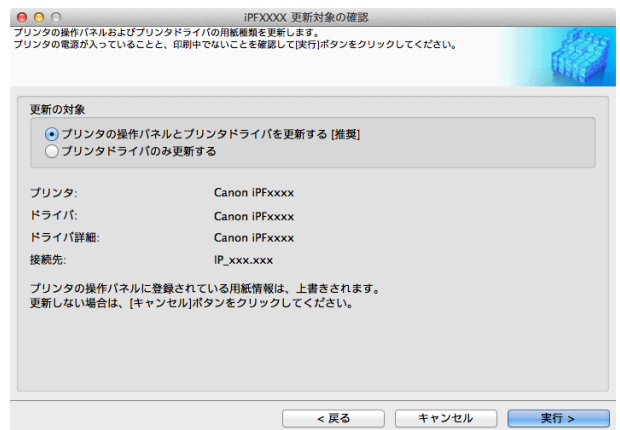 iPFXXXX 更新対象の確認
プリンタの操作パネルおよびプリンタドライバの用紙種類を更新します。
プリンタの電源が入っていることと、印刷中でないことを確認して[実行]ボタンをクリックしてください。
更新の対象
プリンタの操作パネルとプリンタドライバを更新する [推奨]
プリンタドライバのみ更新する
プリンタ: Canon iPFxxxx
ドライバ: Canon iPFxxxx
ドライバ詳細: Canon iPFxxxx
接続先: IP_xxx.xxx
プリンタの操作パネルに登録されている用紙情報は、上書きされます。
更新しない場合は、[キャンセル]ボタンをクリックしてください。
< 戻る キャンセル 実行 >